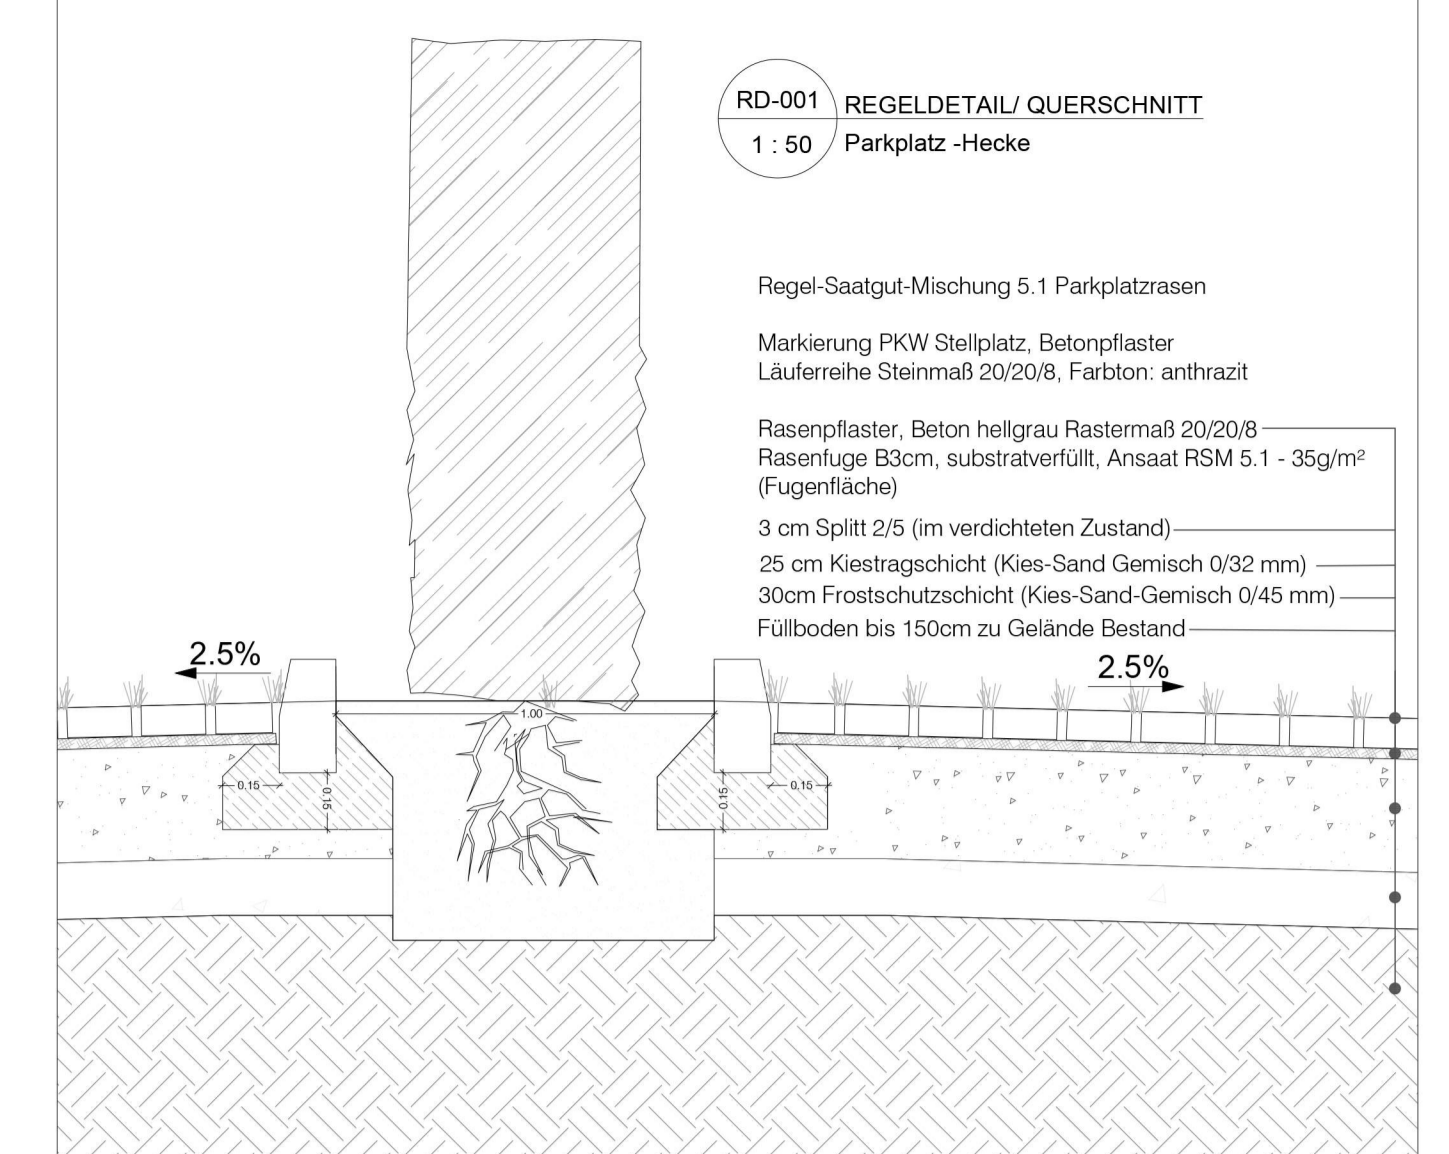 RD-001
REGELDETAIL/ QUERSCHNITT
1 : 50
Parkplatz -Hecke
Regel-Saatgut-Mischung 5.1 Parkplatzrasen
Markierung PKW Stellplatz, Betonpflaster
Läuferreihe Steinmaß 20/20/8, Farbton: anthrazit
Rasenpflaster, Beton hellgrau Rastermaß 20/20/8
Rasenfuge B3cm, substratverfüllt, Ansaat RSM 5.1 - 35g/m²
(Fugenfläche)
3 cm Splitt 2/5 (im verdichteten Zustand)
25 cm Kiestragschicht (Kies-Sand Gemisch 0/32 mm)
30cm Frostschutzschicht (Kies-Sand-Gemisch 0/45 mm)
Füllboden bis 150cm zu Gelände Bestand
2.5%
2.5%
1.00
0.15
0.15
0.15
0.15